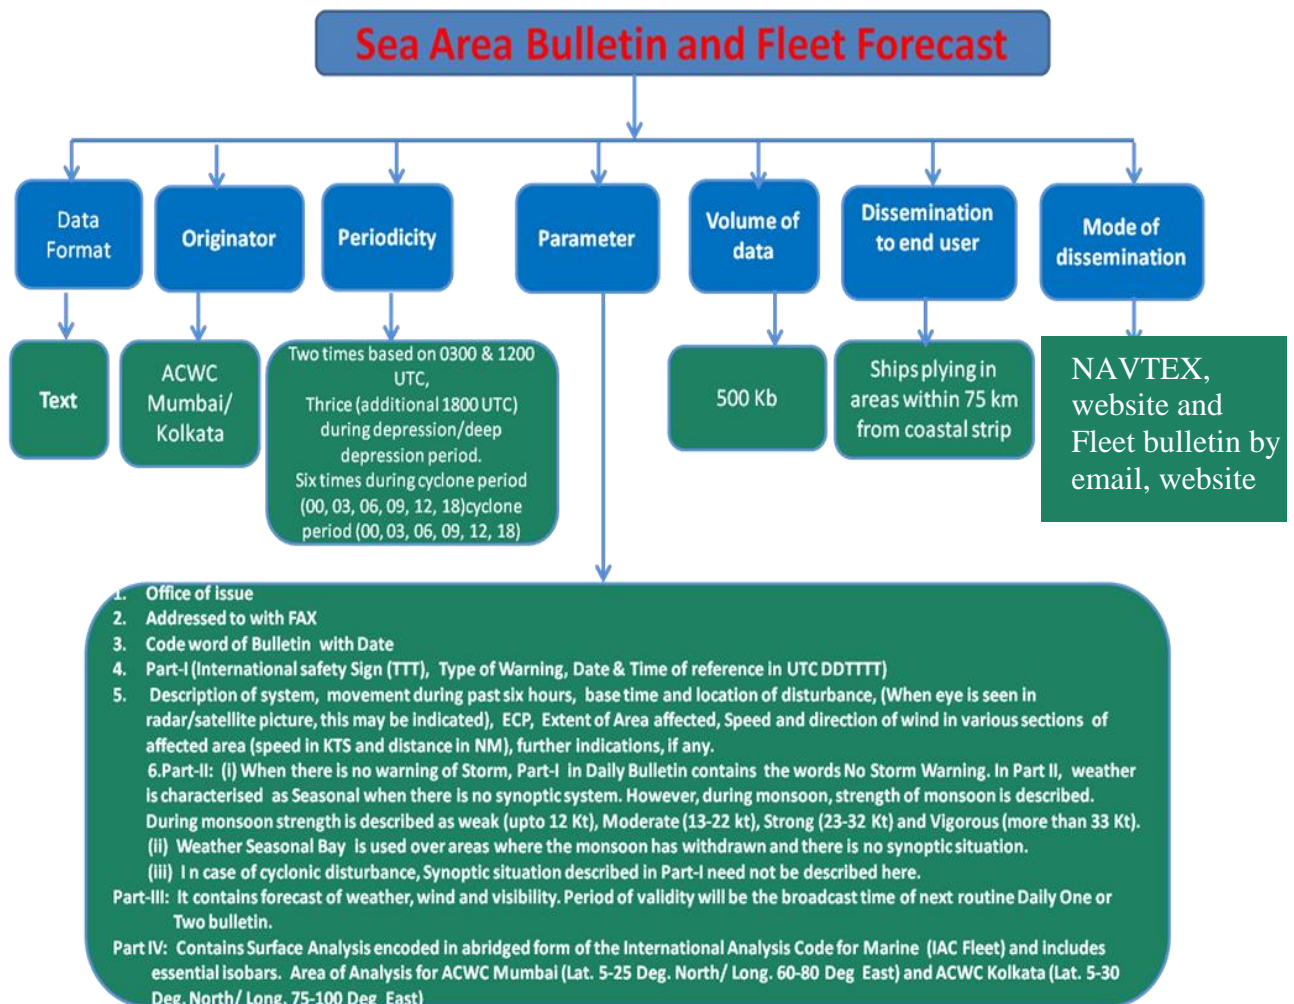 Sea Area Bulletin and Fleet Forecast
Data
Format
Originator
Periodicity
Parameter
Volume of
data
Dissemination
to end user
Mode of
dissemination
Text
ACWC
Mumbai/
Kolkata
Two times based on 0300 & 1200
UTC,
Thrice (additional 1800 UTC)
during depression/deep
depression period.
Six times during cyclone period
(00, 03, 06, 09, 12, 18)cyclone
period (00, 03, 06, 09, 12, 18)
500 Kb
Ships plying in
areas within 75 km
from coastal strip
NAVTEX,
website and
Fleet bulletin by
email, website
1. Office of issue
2. Addressed to with FAX
3. Code word of Bulletin with Date
4. Part-I (International safety Sign (TTT), Type of Warning, Date & Time of reference in UTC DDTTTT)
5. Description of system, movement during past six hours, base time and location of disturbance, (When eye is seen in
radar/satellite picture, this may be indicated), ECP, Extent of Area affected, Speed and direction of wind in various sections of
affected area (speed in KTS and distance in NM), further indications, if any.
6.Part-II: (i) When there is no warning of Storm, Part-I in Daily Bulletin contains the words No Storm Warning. In Part II, weather
is characterised as Seasonal when there is no synoptic system. However, during monsoon, strength of monsoon is described.
During monsoon strength is described as weak (upto 12 Kt), Moderate (13-22 kt), Strong (23-32 Kt) and Vigorous (more than 33 Kt).
(ii) Weather Seasonal Bay is used over areas where the monsoon has withdrawn and there is no synoptic situation.
(iii) I n case of cyclonic disturbance, Synoptic situation described in Part-I need not be described here.
Part-III: It contains forecast of weather, wind and visibility. Period of validity will be the broadcast time of next routine Daily One or
Two bulletin.
Part IV: Contains Surface Analysis encoded in abridged form of the International Analysis Code for Marine (IAC Fleet) and includes
essential isobars. Area of Analysis for ACWC Mumbai (Lat. 5-25 Deg. North/ Long. 60-80 Deg East) and ACWC Kolkata (Lat. 5-30
Deg. North/ Long. 75-100 Deg East)